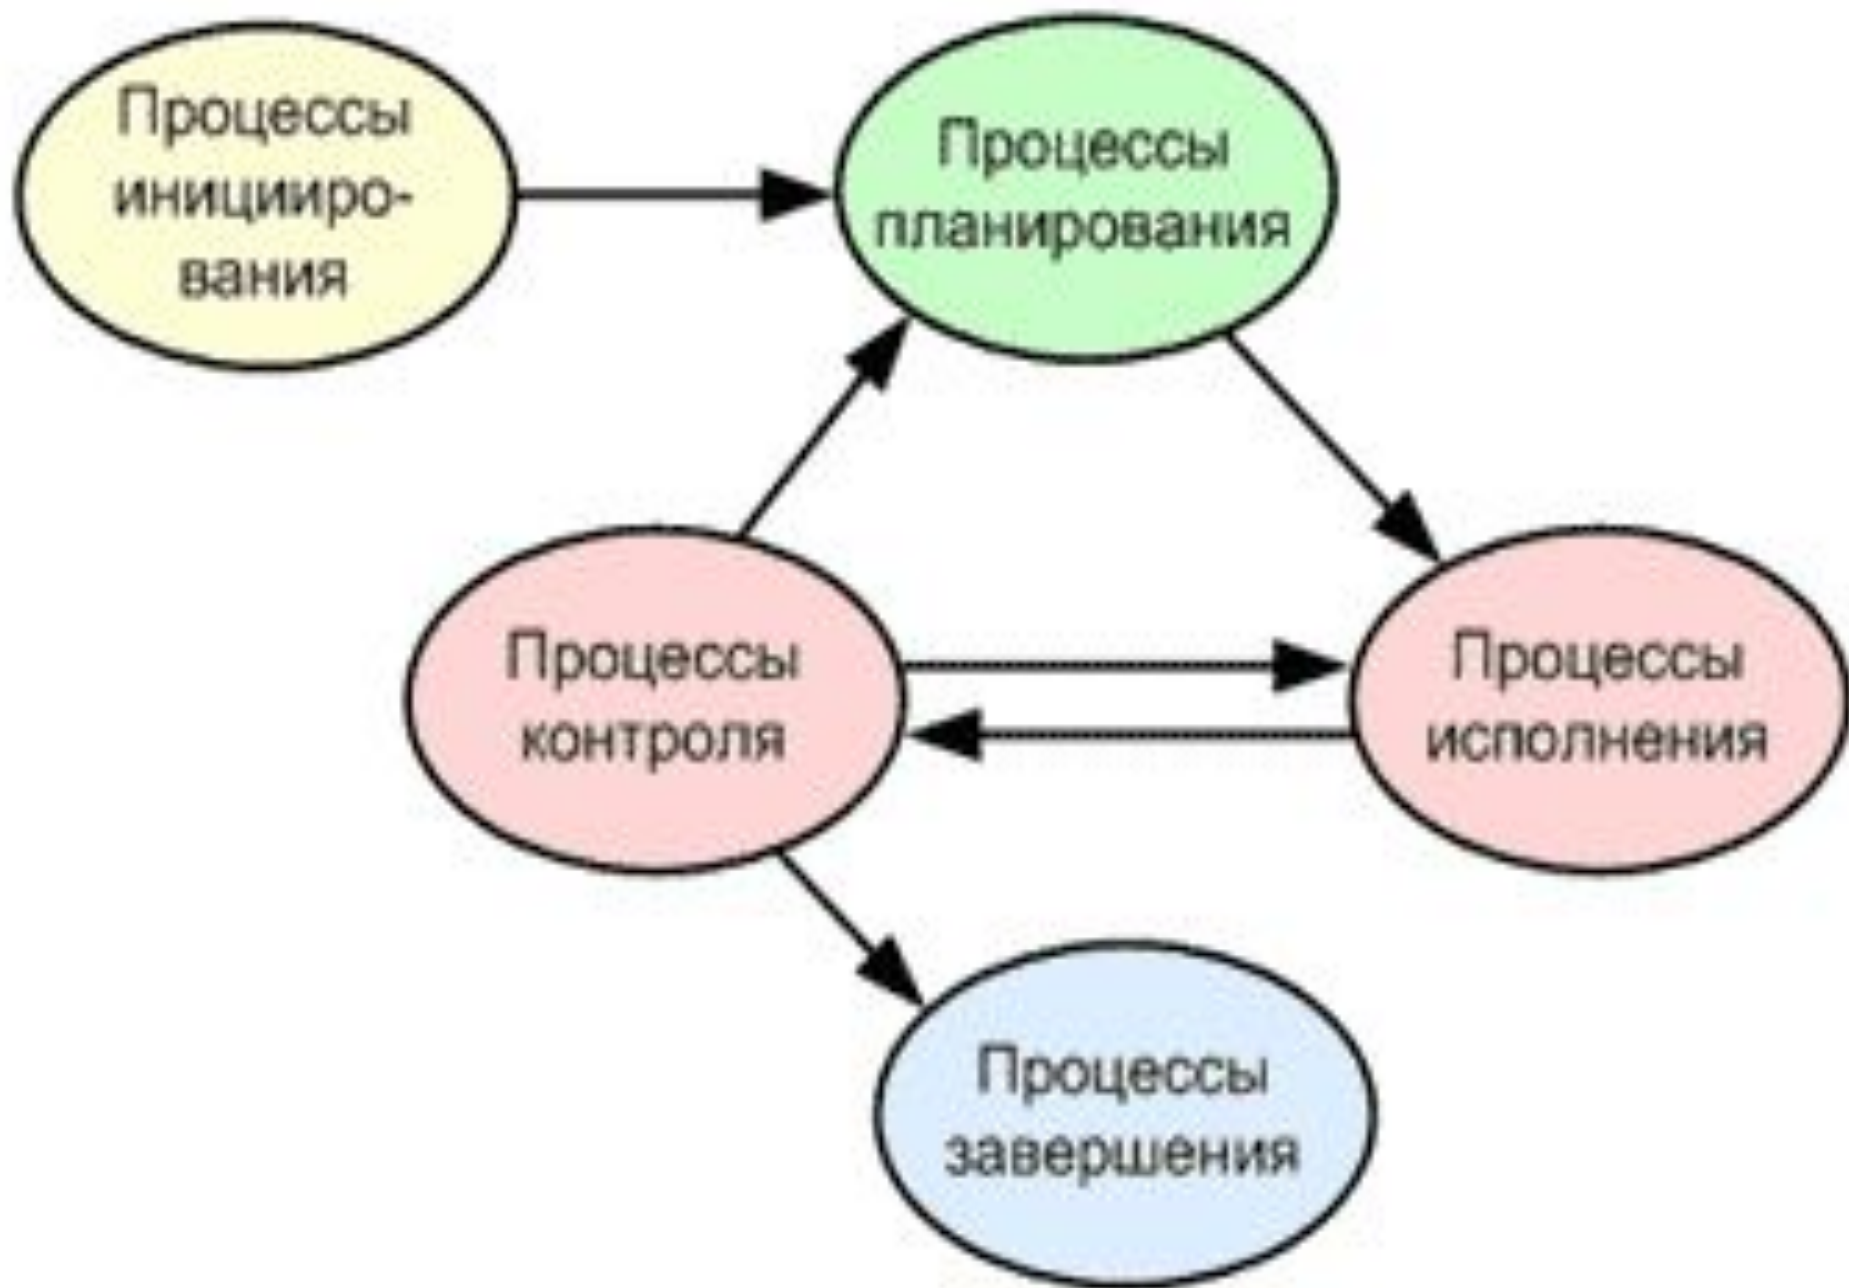 Процессы
иницииро-
вания
Процессы
планирования
Процессы
контроля
Процессы
исполнения
Процессы
завершения